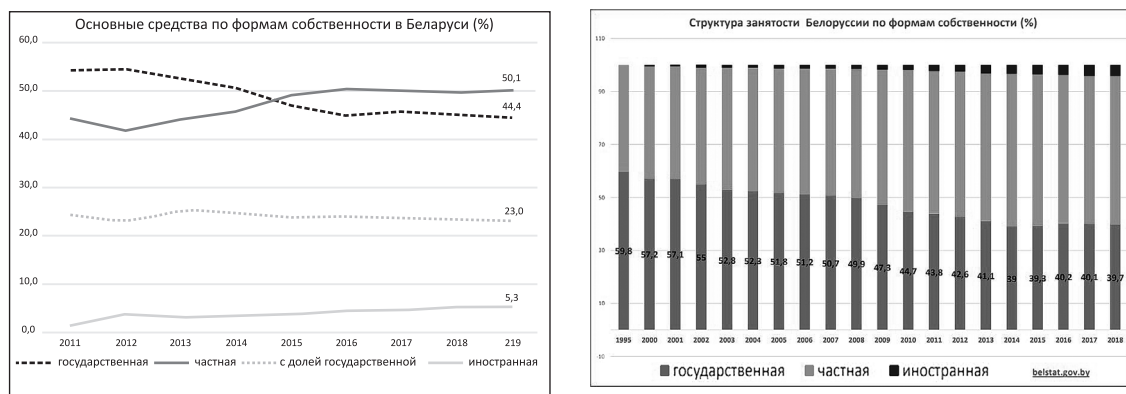 Основные средства по формам собственности в Беларуси (%)
60,0
50,0
40,0
30,0
20,0
10,0
0,0
50,1
44,4
23,0
5,3
2011 2012 2013 2014 2015 2016 2017 2018 219
государственная частная с долей государственной иностранная
Структура занятости Белоруссии по формам собственности (%)
110
90
70
50
30
10
-10
59,8 57,2 57,1 55 52,8 52,3 51,8 51,2 50,7 49,9 47,3 44,7 43,8 42,6 41,1 39 39,3 40,2 40,1 39,7
1995 2000 2001 2002 2003 2004 2005 2006 2007 2008 2009 2010 2011 2012 2013 2014 2015 2016 2017 2018
государственная частная иностранная belstat.gov.by